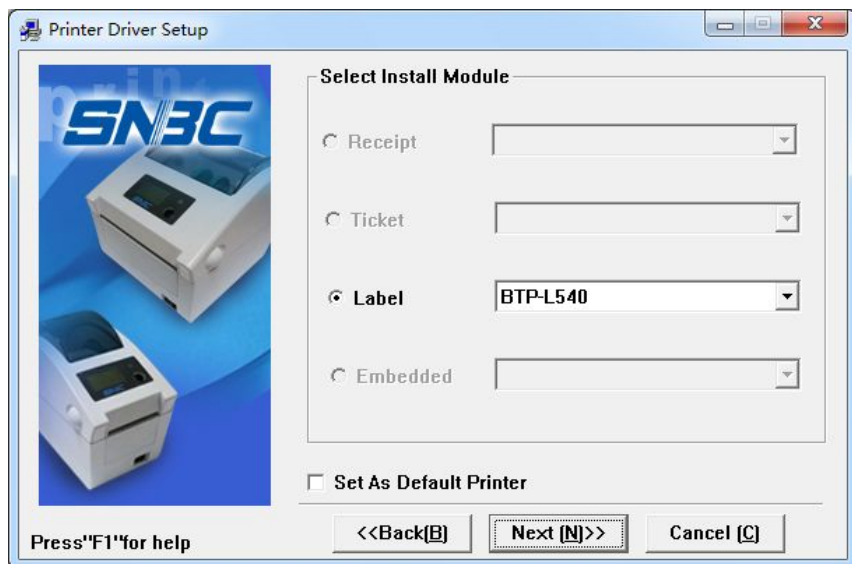 Printer Driver Setup
prin
SNBC
Select Install Module
Receipt
Ticket
Label
BTP-L540
Embedded
Set As Default Printer
Press"F1"for help
<<Back(B)
Next (N)>>
Cancel (C)